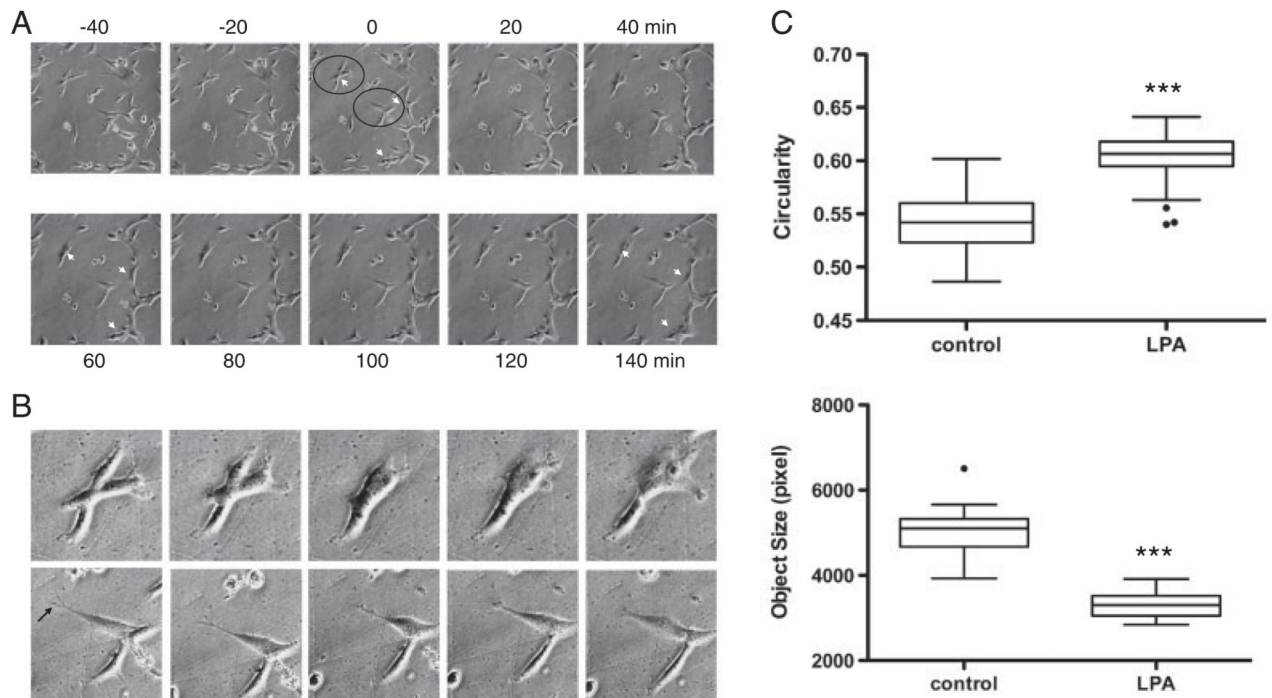 A
-40 -20 0 20 40 min
60 80 100 120 140 min
B
C
0.70
0.65
0.60
0.55
0.50
0.45
Circularity
***
control LPA
8000
6000
4000
2000
Object Size (pixel)
***
control LPA